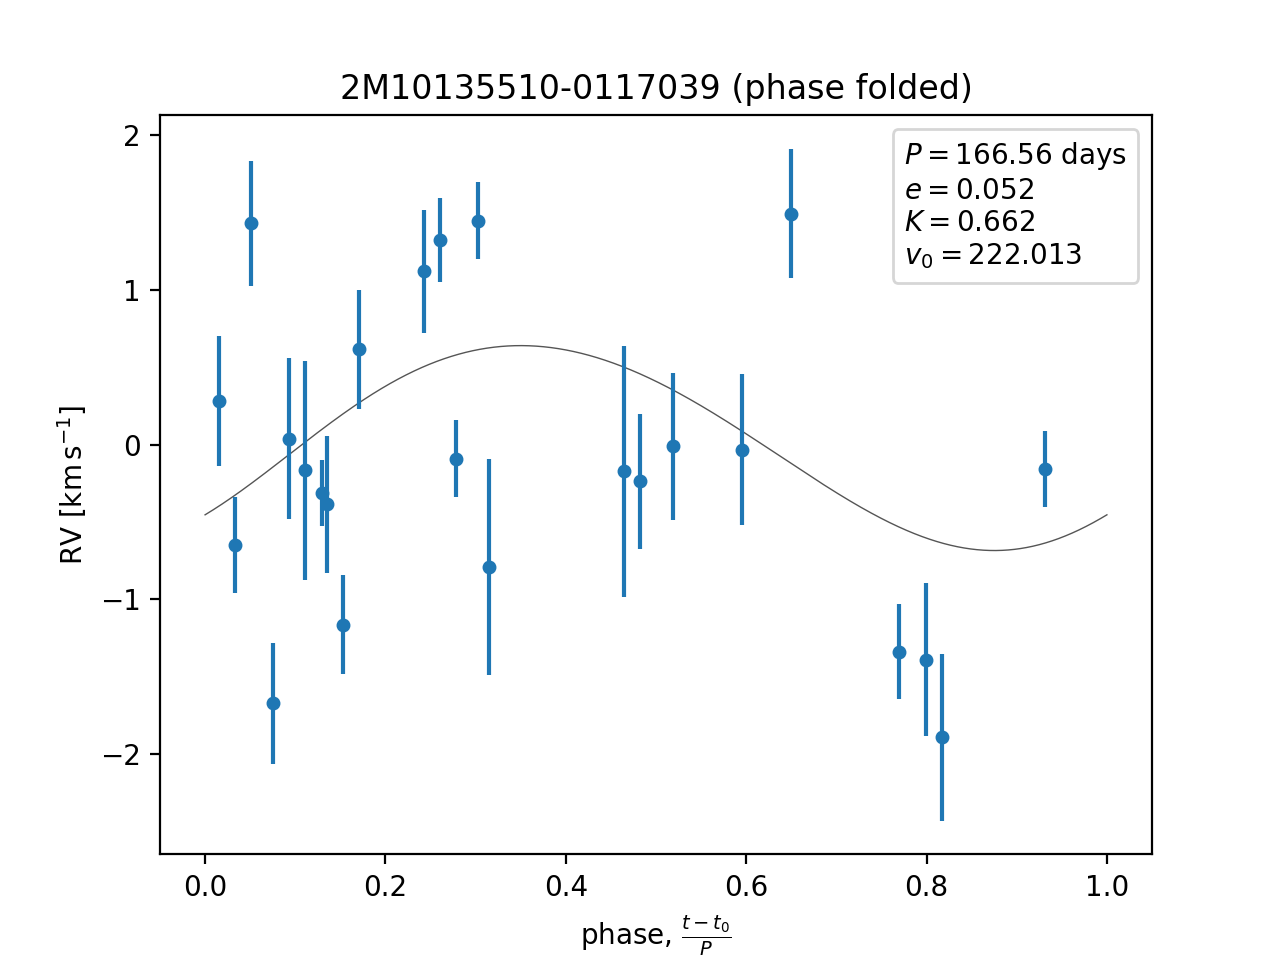 2M10135510-0117039 (phase folded)
P = 166.56 days
e = 0.052
K = 0.662
v₀ = 222.013
RV [km s⁻¹]
2
1
0
−1
−2
0.0 0.2 0.4 0.6 0.8 1.0
phase, (t − t₀)/P